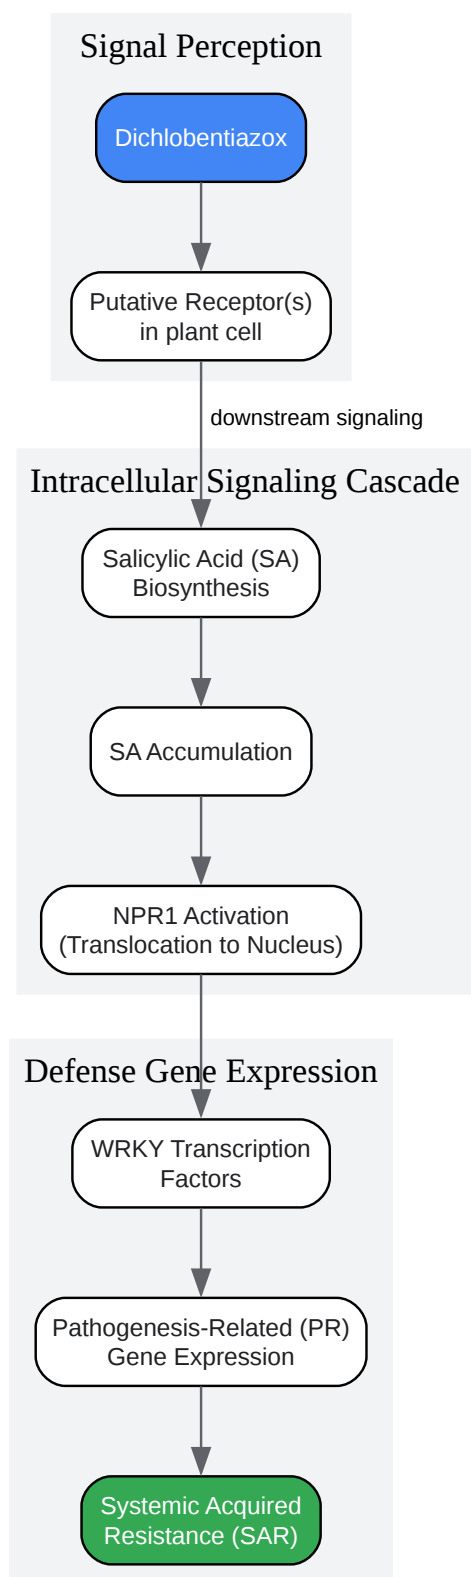 Signal Perception
Dichlobentiazox
Putative Receptor(s)
in plant cell
downstream signaling
Intracellular Signaling Cascade
Salicylic Acid (SA)
Biosynthesis
SA Accumulation
NPR1 Activation
(Translocation to Nucleus)
Defense Gene Expression
WRKY Transcription
Factors
Pathogenesis-Related (PR)
Gene Expression
Systemic Acquired
Resistance (SAR)